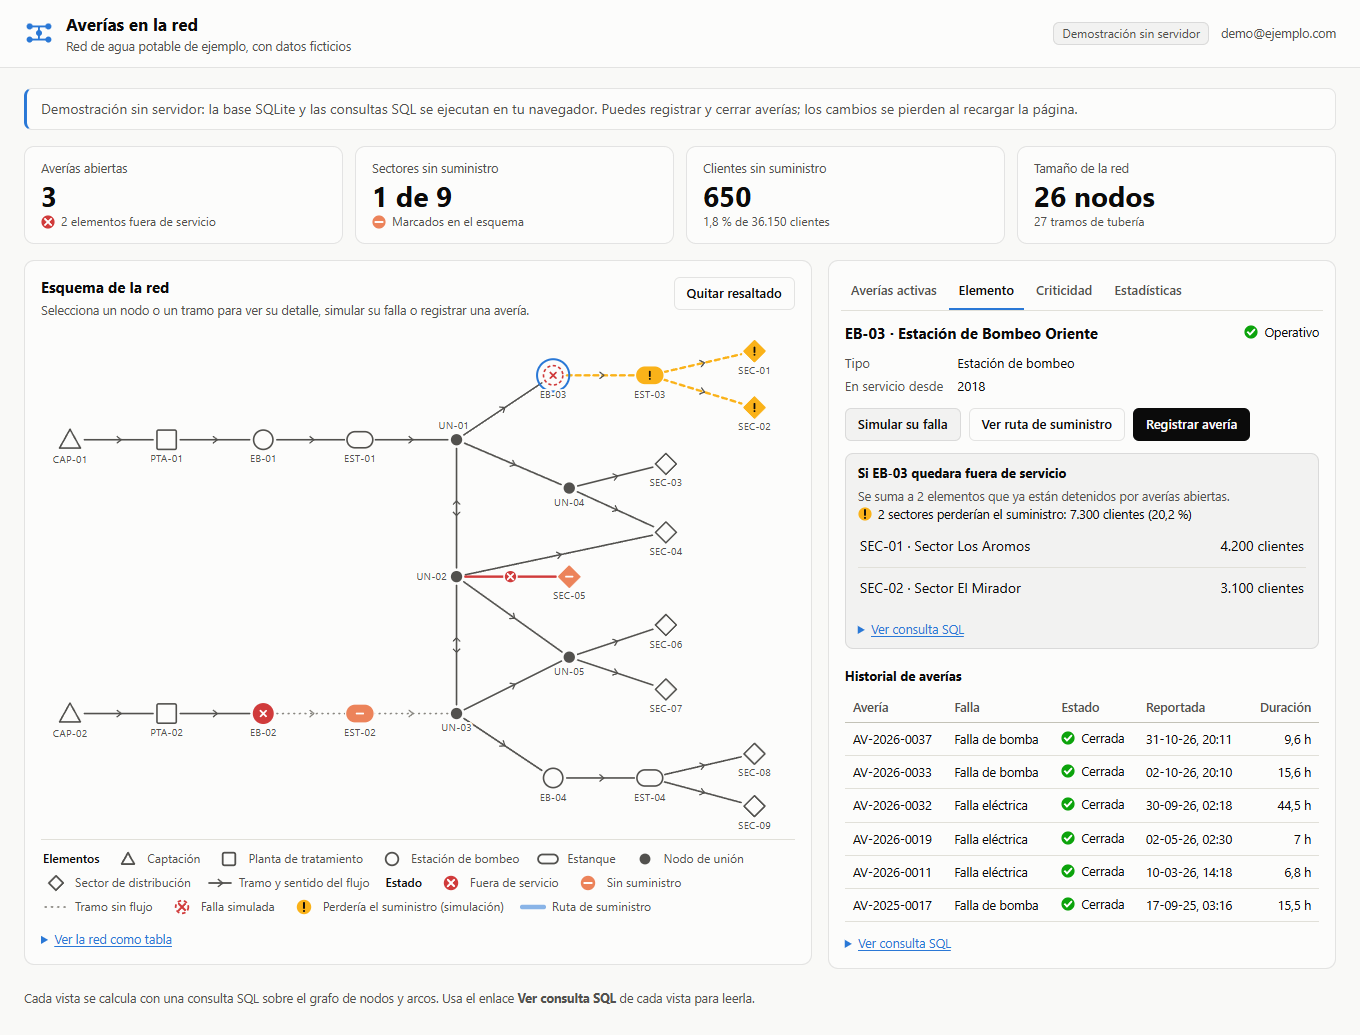 Averías en la red
Red de agua potable de ejemplo, con datos ficticios
Demostración sin servidor
demo@ejemplo.com
Demostración sin servidor: la base SQLite y las consultas SQL se ejecutan en tu navegador. Puedes registrar y cerrar averías; los cambios se pierden al recargar la página.
Averías abiertas
3
2 elementos fuera de servicio
Sectores sin suministro
1 de 9
Marcados en el esquema
Clientes sin suministro
650
1,8 % de 36.150 clientes
Tamaño de la red
26 nodos
27 tramos de tubería
Esquema de la red
Selecciona un nodo o un tramo para ver su detalle, simular su falla o registrar una avería.
Quitar resaltado
SEC-01
EB-03
EST-03
SEC-02
UN-01
CAP-01
PTA-01
EB-01
EST-01
SEC-03
UN-04
SEC-04
UN-02
SEC-05
SEC-06
UN-05
SEC-07
CAP-02
PTA-02
EB-02
EST-02
UN-03
SEC-08
EB-04
EST-04
SEC-09
Elementos
Captación
Planta de tratamiento
Estación de bombeo
Estanque
Nodo de unión
Sector de distribución
Tramo y sentido del flujo
Estado
Fuera de servicio
Sin suministro
Tramo sin flujo
Falla simulada
Perdería el suministro (simulación)
Ruta de suministro
Ver la red como tabla
Averías activas
Elemento
Criticidad
Estadísticas
EB-03 · Estación de Bombeo Oriente
Operativo
Tipo Estación de bombeo
En servicio desde 2018
Simular su falla
Ver ruta de suministro
Registrar avería
Si EB-03 quedara fuera de servicio
Se suma a 2 elementos que ya están detenidos por averías abiertas.
2 sectores perderían el suministro: 7.300 clientes (20,2 %)
SEC-01 · Sector Los Aromos 4.200 clientes
SEC-02 · Sector El Mirador 3.100 clientes
Ver consulta SQL
Historial de averías
Avería Falla Estado Reportada Duración
AV-2026-0037 Falla de bomba Cerrada 31-10-26, 20:11 9,6 h
AV-2026-0033 Falla de bomba Cerrada 02-10-26, 20:10 15,6 h
AV-2026-0032 Falla eléctrica Cerrada 30-09-26, 02:18 44,5 h
AV-2026-0019 Falla eléctrica Cerrada 02-05-26, 02:30 7 h
AV-2026-0011 Falla eléctrica Cerrada 10-03-26, 14:18 6,8 h
AV-2025-0017 Falla de bomba Cerrada 17-09-25, 03:16 15,5 h
Ver consulta SQL
Cada vista se calcula con una consulta SQL sobre el grafo de nodos y arcos. Usa el enlace Ver consulta SQL de cada vista para leerla.